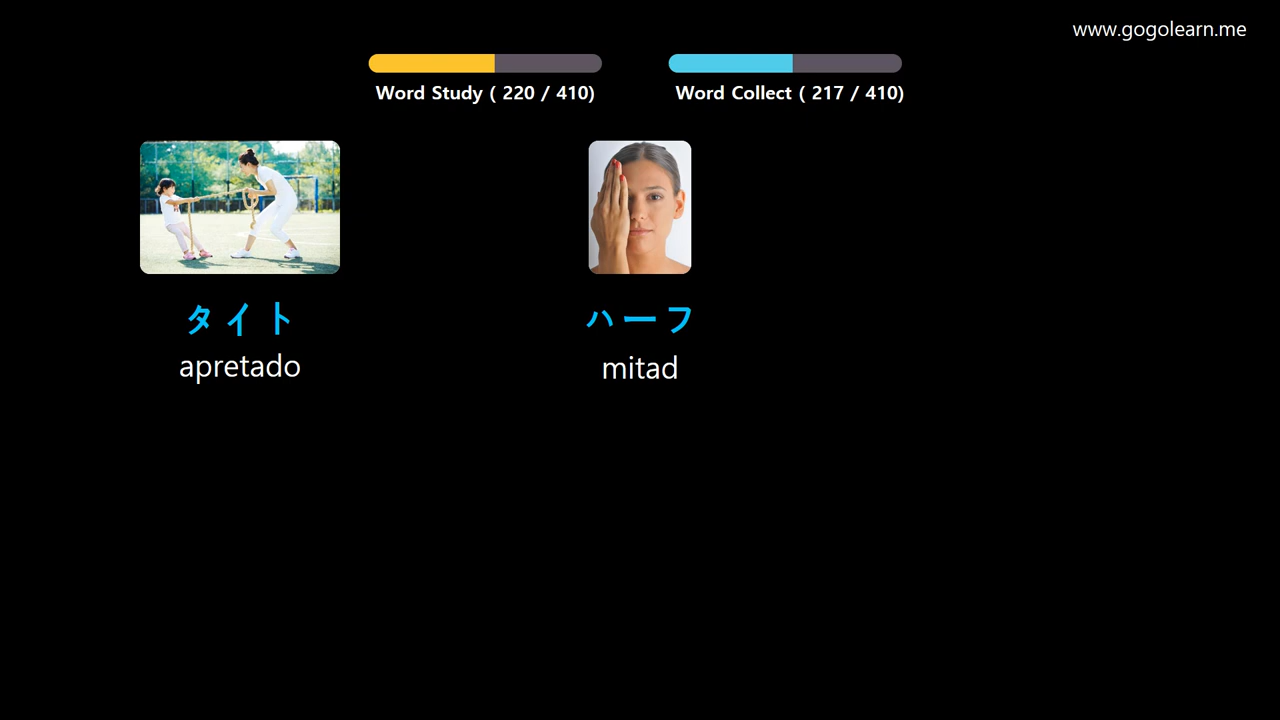 www.gogolearn.me
Word Study ( 220 / 410)
Word Collect ( 217 / 410)
タイト
apretado
ハーフ
mitad